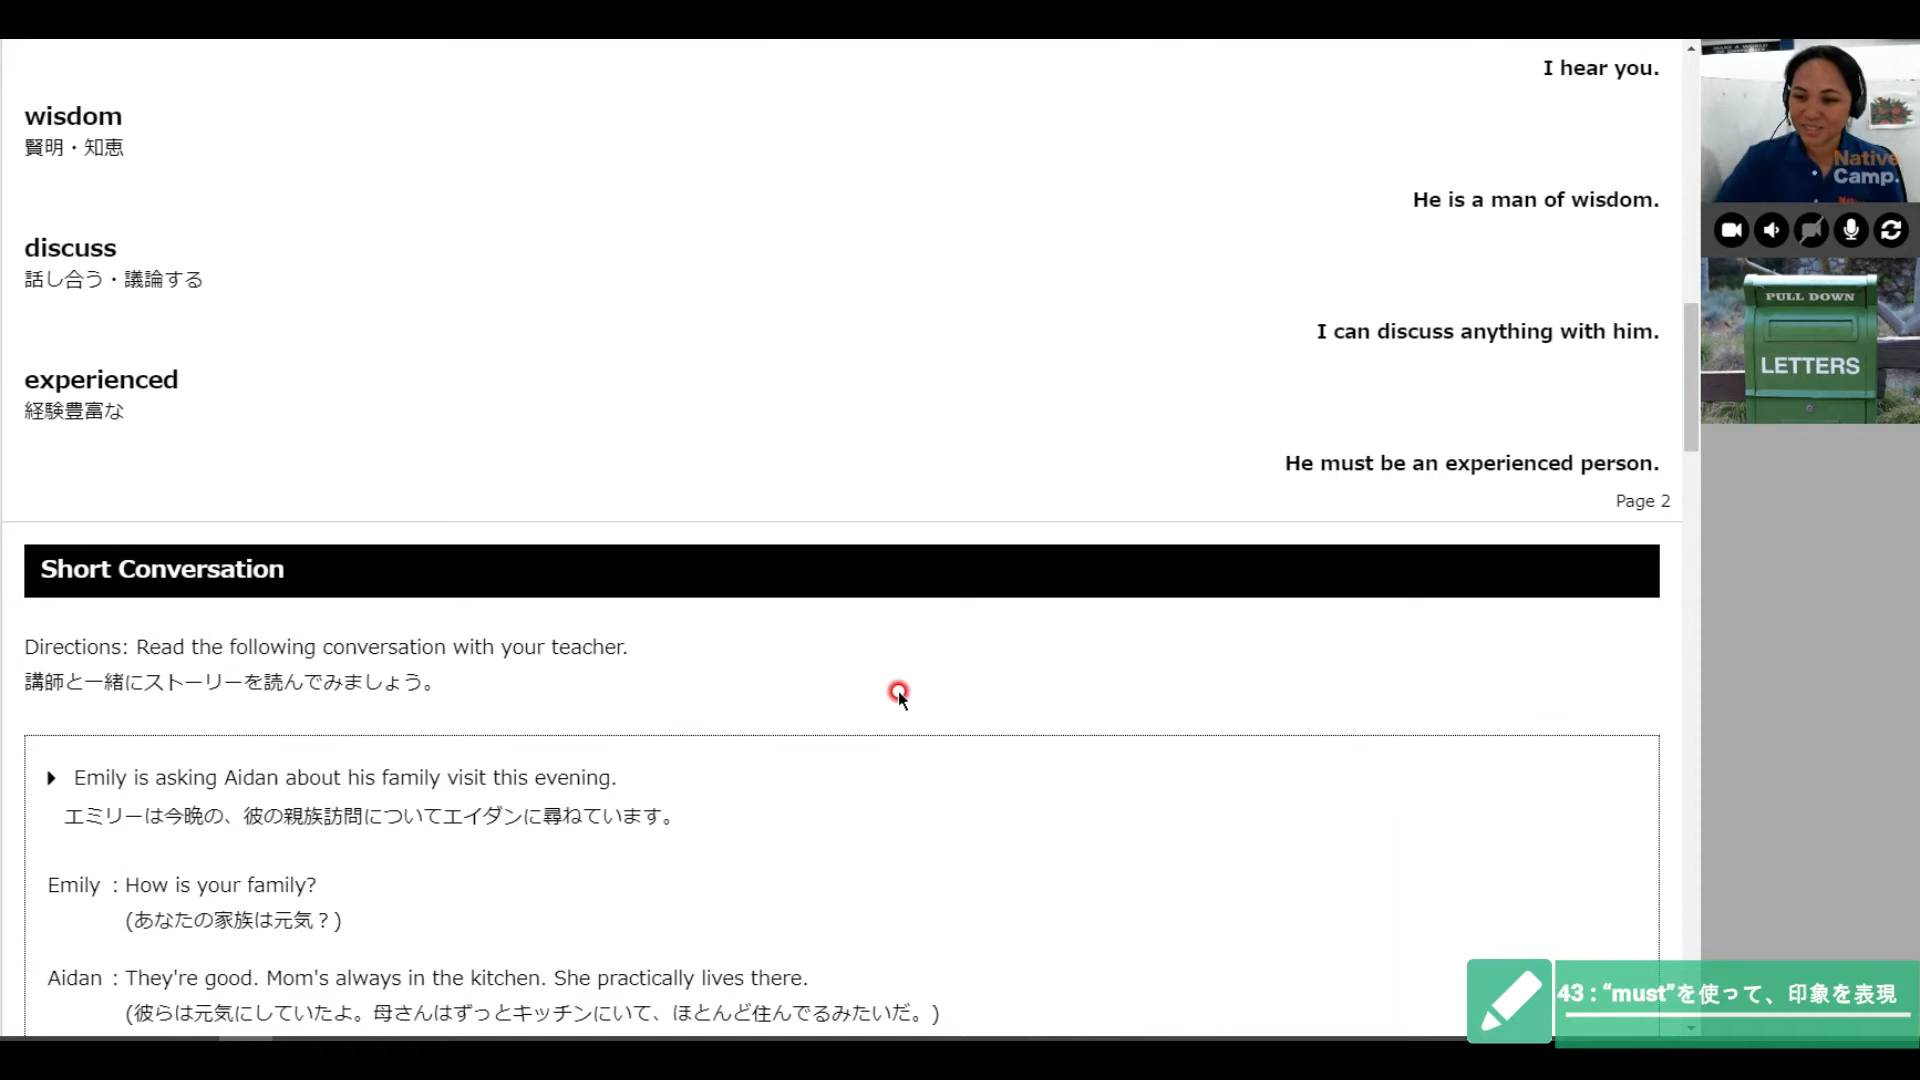 I hear you.
wisdom
賢明・知恵
He is a man of wisdom.
discuss
話し合う・議論する
I can discuss anything with him.
experienced
経験豊富な
He must be an experienced person.
Page 2
Short Conversation
Directions: Read the following conversation with your teacher.
講師と一緒にストーリーを読んでみましょう。
Emily is asking Aidan about his family visit this evening.
エミリーは今晩の、彼の親族訪問についてエイダンに尋ねています。
Emily : How is your family?
(あなたの家族は元気？)
Aidan : They're good. Mom's always in the kitchen. She practically lives there.
(彼らは元気にしていたよ。母さんはずっとキッチンにいて、ほとんど住んでるみたいだ。)
Native
Camp.
PULL DOWN
LETTERS
43 : “must”を使って、印象を表現